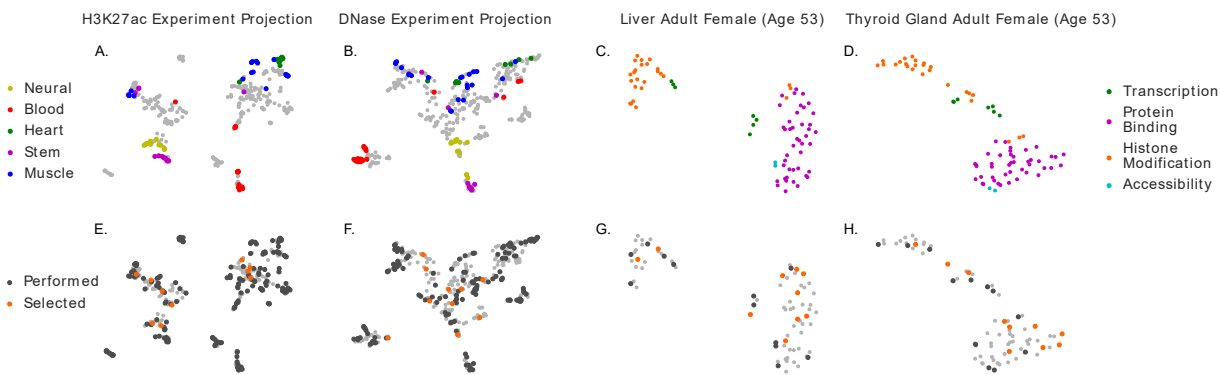 H3K27ac Experiment Projection
DNase Experiment Projection
Liver Adult Female (Age 53)
Thyroid Gland Adult Female (Age 53)
A.
B.
C.
D.
Neural
Blood
Heart
Stem
Muscle
Transcription
Protein
Binding
Histone
Modification
Accessibility
E.
F.
G.
H.
Performed
Selected